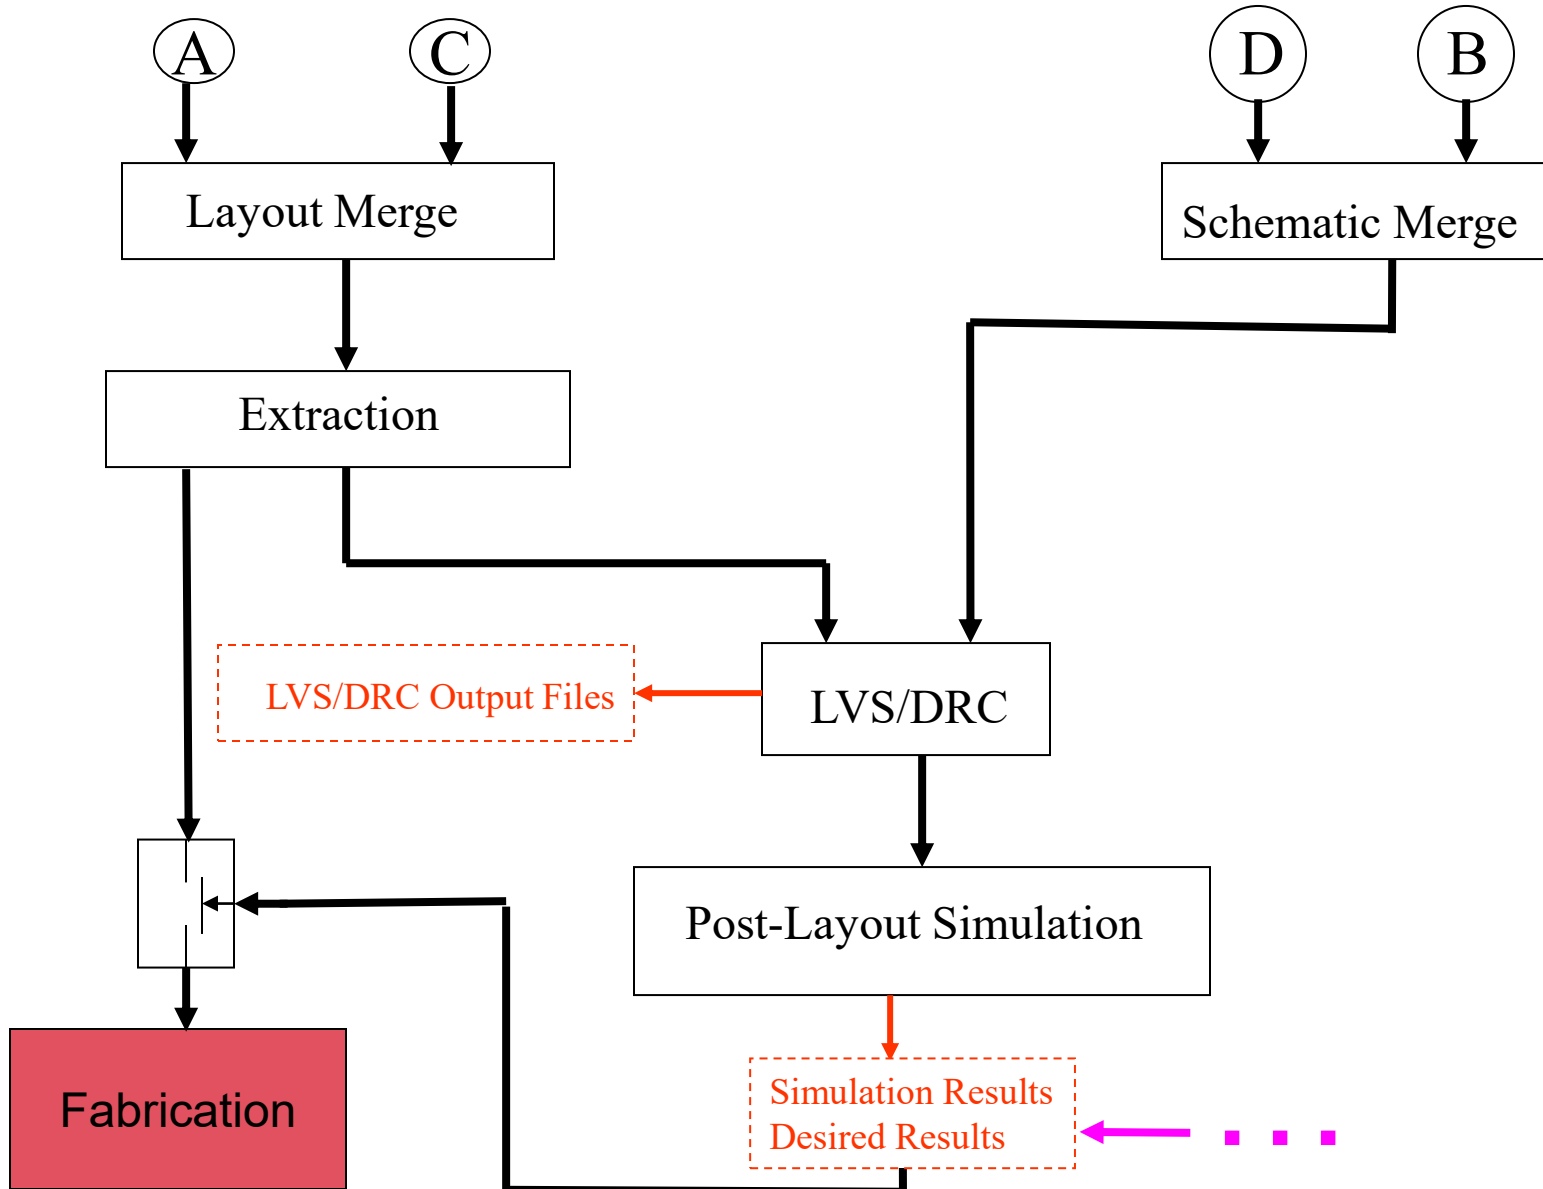 A
C
D
B
Layout Merge
Schematic Merge
Extraction
LVS/DRC Output Files
LVS/DRC
Post-Layout Simulation
Simulation Results
Desired Results
Fabrication